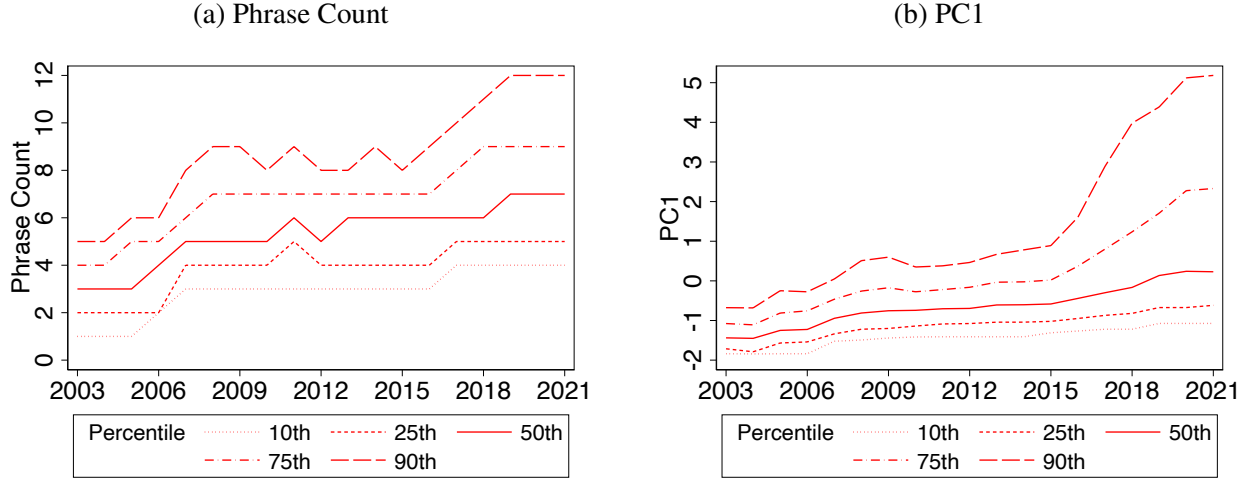 (a) Phrase Count
Phrase Count
12
10
8
6
4
2
0
2003 2006 2009 2012 2015 2018 2021
Percentile 10th 25th 50th
75th 90th
(b) PC1
PC1
5
4
3
2
1
0
-1
-2
2003 2006 2009 2012 2015 2018 2021
Percentile 10th 25th 50th
75th 90th